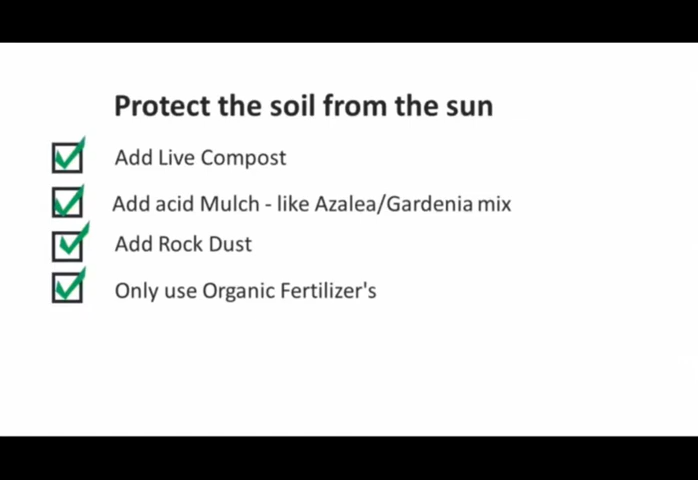 Protect the soil from the sun
Add Live Compost
Add acid Mulch - like Azalea/Gardenia mix
Add Rock Dust
Only use Organic Fertilizer's